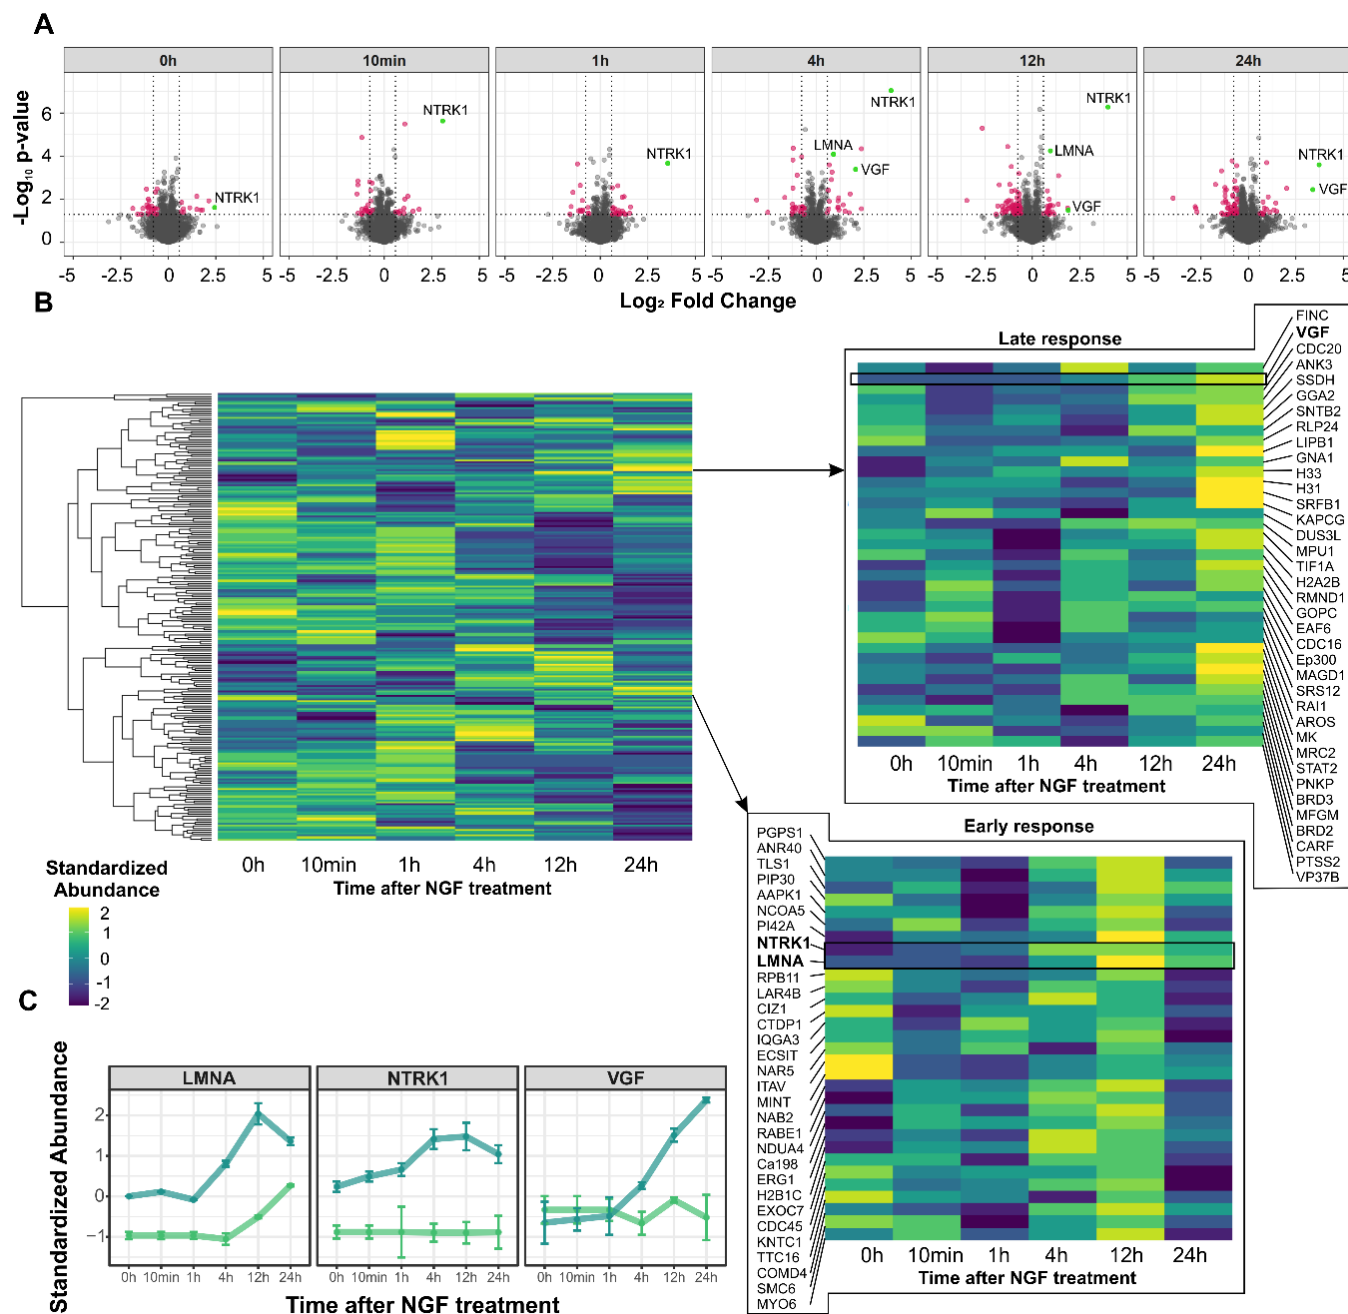 A
0h
10min
1h
4h
12h
24h
-Log₁₀ p-value
6
4
2
0
NTRK1
NTRK1
NTRK1
NTRK1
LMNA
VGF
NTRK1
LMNA
VGF
NTRK1
VGF
-5 -2.5 0 2.5 5
-5 -2.5 0 2.5 5
-5 -2.5 0 2.5 5
-5 -2.5 0 2.5 5
-5 -2.5 0 2.5 5
-5 -2.5 0 2.5 5
Log₂ Fold Change
B
0h 10min 1h 4h 12h 24h
Time after NGF treatment
Standardized
Abundance
2
1
0
-1
-2
Late response
FINC
VGF
CDC20
ANK3
SSDH
GGA2
SNTB2
RLP24
LIPB1
GNA1
H33
H31
SRFB1
KAPCG
DUS3L
MPU1
TIF1A
H2A2B
RMND1
GOPC
EAF6
CDC16
Ep300
MAGD1
SRS12
RAI1
AROS
MK
MRC2
STAT2
PNKP
BRD3
MFGM
BRD2
CARF
PTSS2
VP37B
0h 10min 1h 4h 12h 24h
Time after NGF treatment
Early response
PGPS1
ANR40
TLS1
PIP30
AAPK1
NCOA5
PI42A
NTRK1
LMNA
RPB11
LAR4B
CIZ1
CTDP1
IQGA3
ECSIT
NAR5
ITAV
MINT
NAB2
RABE1
NDUA4
Ca198
ERG1
H2B1C
EXOC7
CDC45
KNTC1
TTC16
COMD4
SMC6
MYO6
0h 10min 1h 4h 12h 24h
Time after NGF treatment
C
Standardized Abundance
LMNA
NTRK1
VGF
2
1
0
-1
0h 10min 1h 4h 12h 24h
0h 10min 1h 4h 12h 24h
0h 10min 1h 4h 12h 24h
Time after NGF treatment